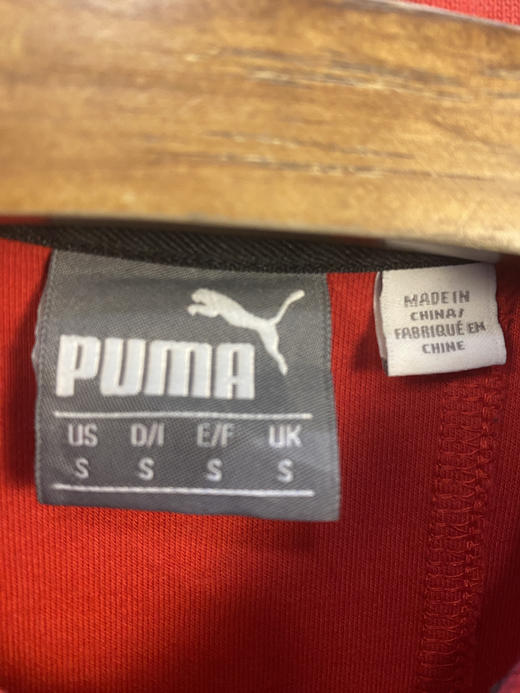 PUMA
US D/I E/F UK
S S S S
MADE IN
CHINA/
FABRIQUÉ EN
CHINE